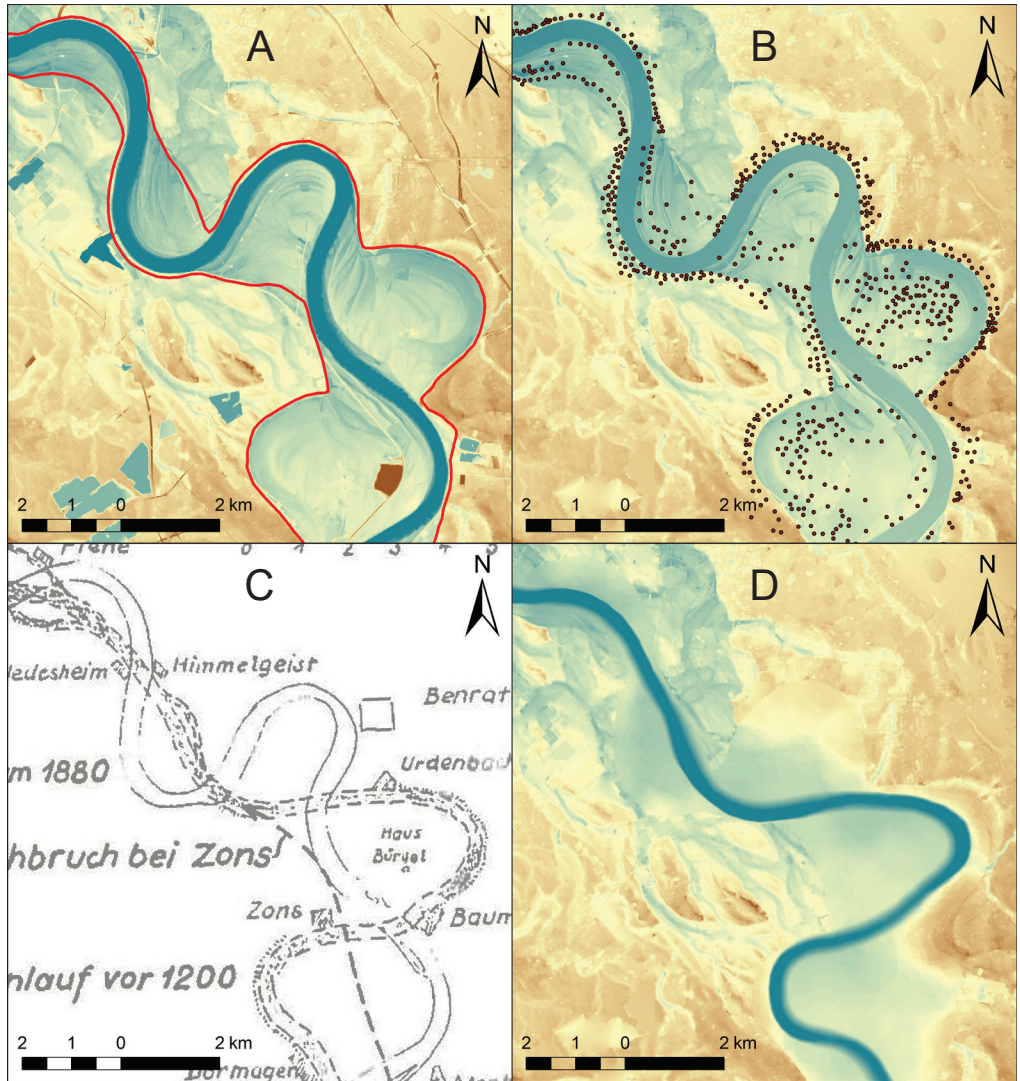 A
N
2 1 0 2 km
B
N
2 1 0 2 km
C
N
0 1 2 3 4
Himmelgeist
Benrat
m 1880
Urdenbach
Haus
Bürgel
hbruch bei Zons
Zons
Baum
nlauf vor 1200
2 1 0 2 km
Dormagen
D
N
2 1 0 2 km